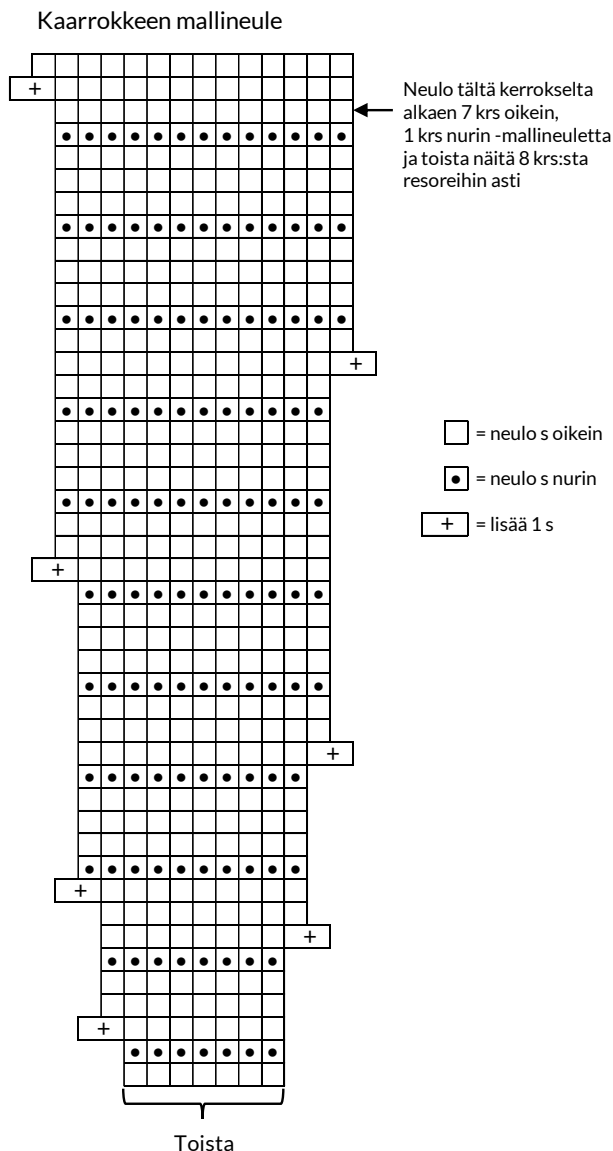 Kaarrokkeen mallineule
Neulo tältä kerrokselta
alkaen 7 krs oikein,
1 krs nurin -mallineuletta
ja toista näitä 8 krs:sta
resoreihin asti
= neulo s oikein
= neulo s nurin
+ = lisää 1 s
Toista